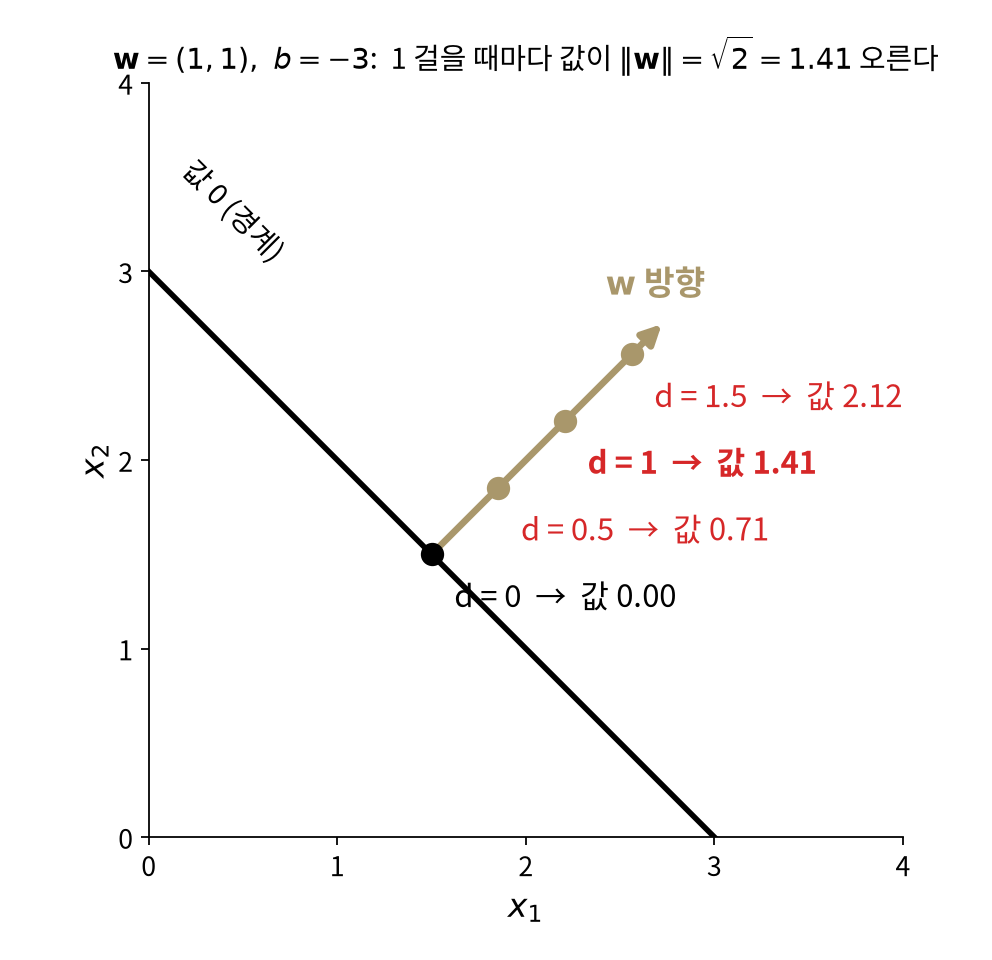 w = (1, 1), b = −3: 1 걸을 때마다 값이 ‖w‖ = √2 = 1.41 오른다
4
값 0 (경계)
3
w 방향
d = 1.5 → 값 2.12
x₂
2
d = 1 → 값 1.41
d = 0.5 → 값 0.71
d = 0 → 값 0.00
1
0
0 1 2 3 4
x₁